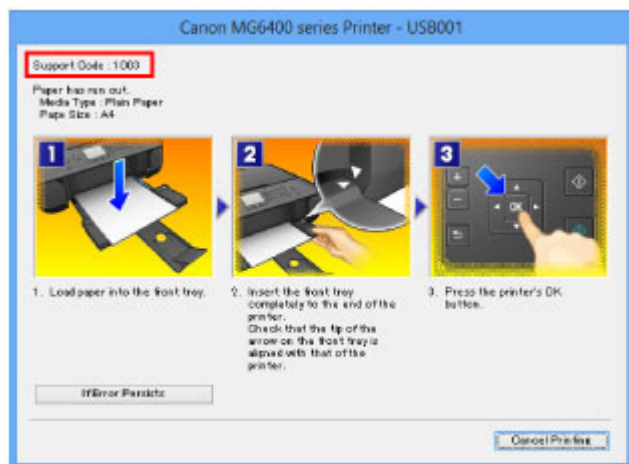 Canon MG6400 series Printer - USB001
Support Code : 1003
Paper has run out.
Media Type : Plain Paper
Page Size : A4
1
2
3
OK
1. Load paper into the front tray.
2. Insert the front tray
completely to the end of the
printer.
Check that the tip of the
arrow on the front tray is
aligned with that of the
printer.
3. Press the printer's OK
button.
If Error Persists
Cancel Printing